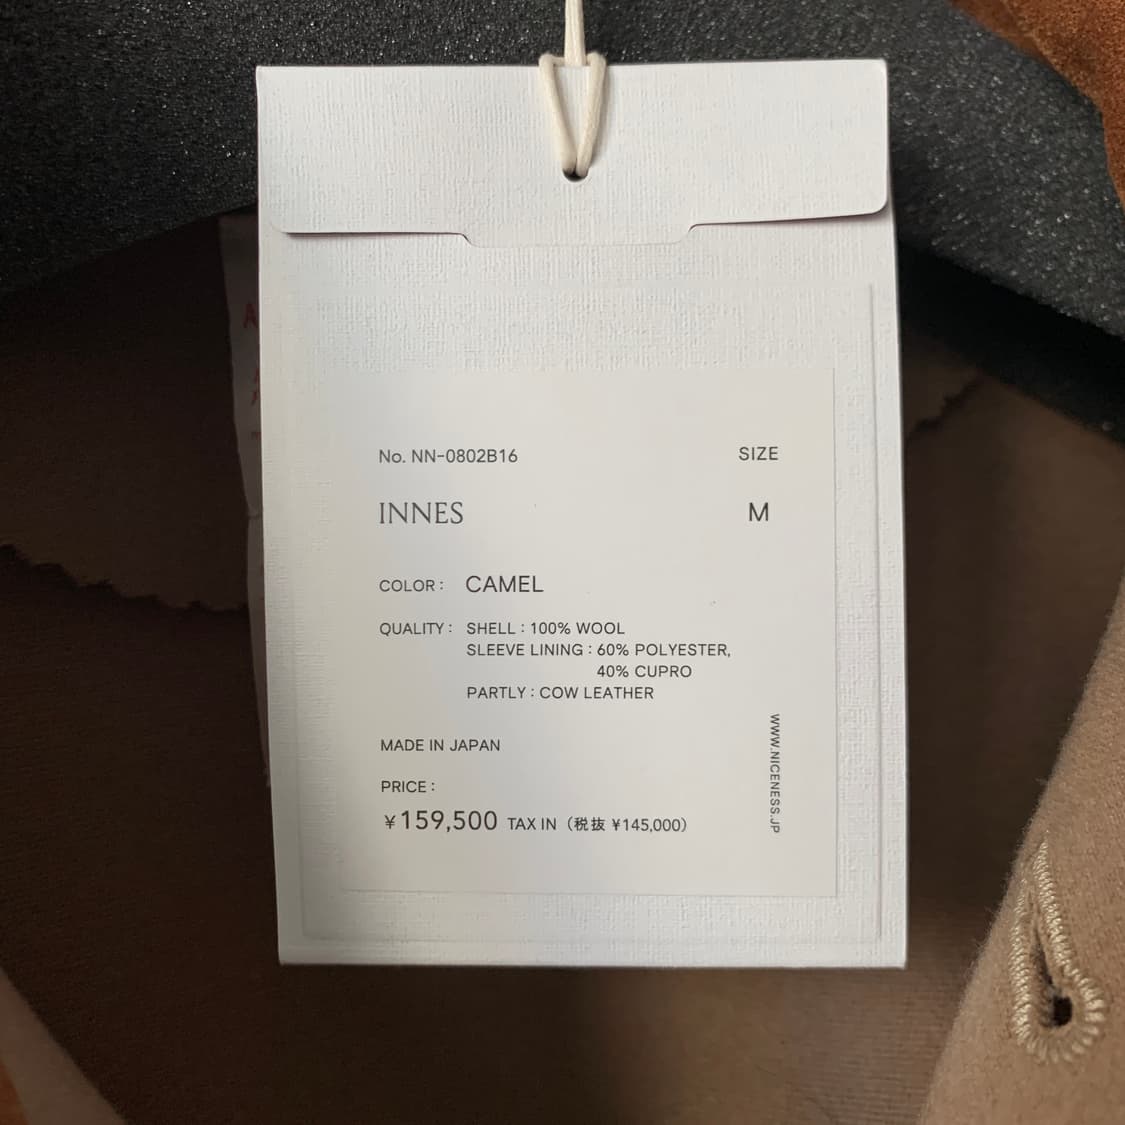 No. NN-0802B16 SIZE
INNES M
COLOR : CAMEL
QUALITY : SHELL : 100% WOOL
SLEEVE LINING : 60% POLYESTER,
40% CUPRO
PARTLY : COW LEATHER
MADE IN JAPAN
PRICE :
¥159,500 TAX IN (税抜 ¥145,000)
WWW.NICENESS.JP